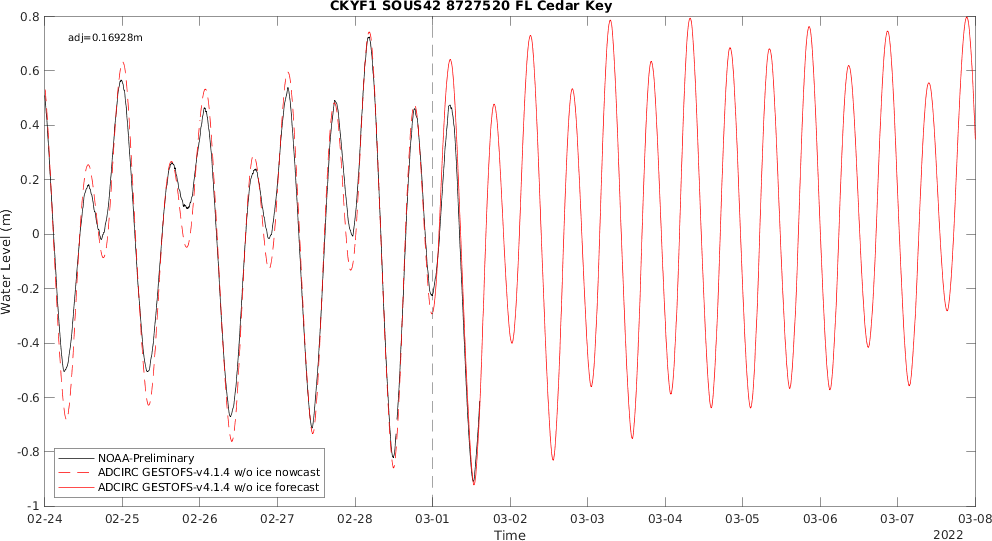 CKYF1 SOUS42 8727520 FL Cedar Key
adj=0.16928m
0.8
0.6
0.4
0.2
0
-0.2
-0.4
-0.6
-0.8
-1
Water Level (m)
NOAA-Preliminary
ADCIRC GESTOFS-v4.1.4 w/o ice nowcast
ADCIRC GESTOFS-v4.1.4 w/o ice forecast
02-24 02-25 02-26 02-27 02-28 03-01 03-02 03-03 03-04 03-05 03-06 03-07 03-08
Time
2022